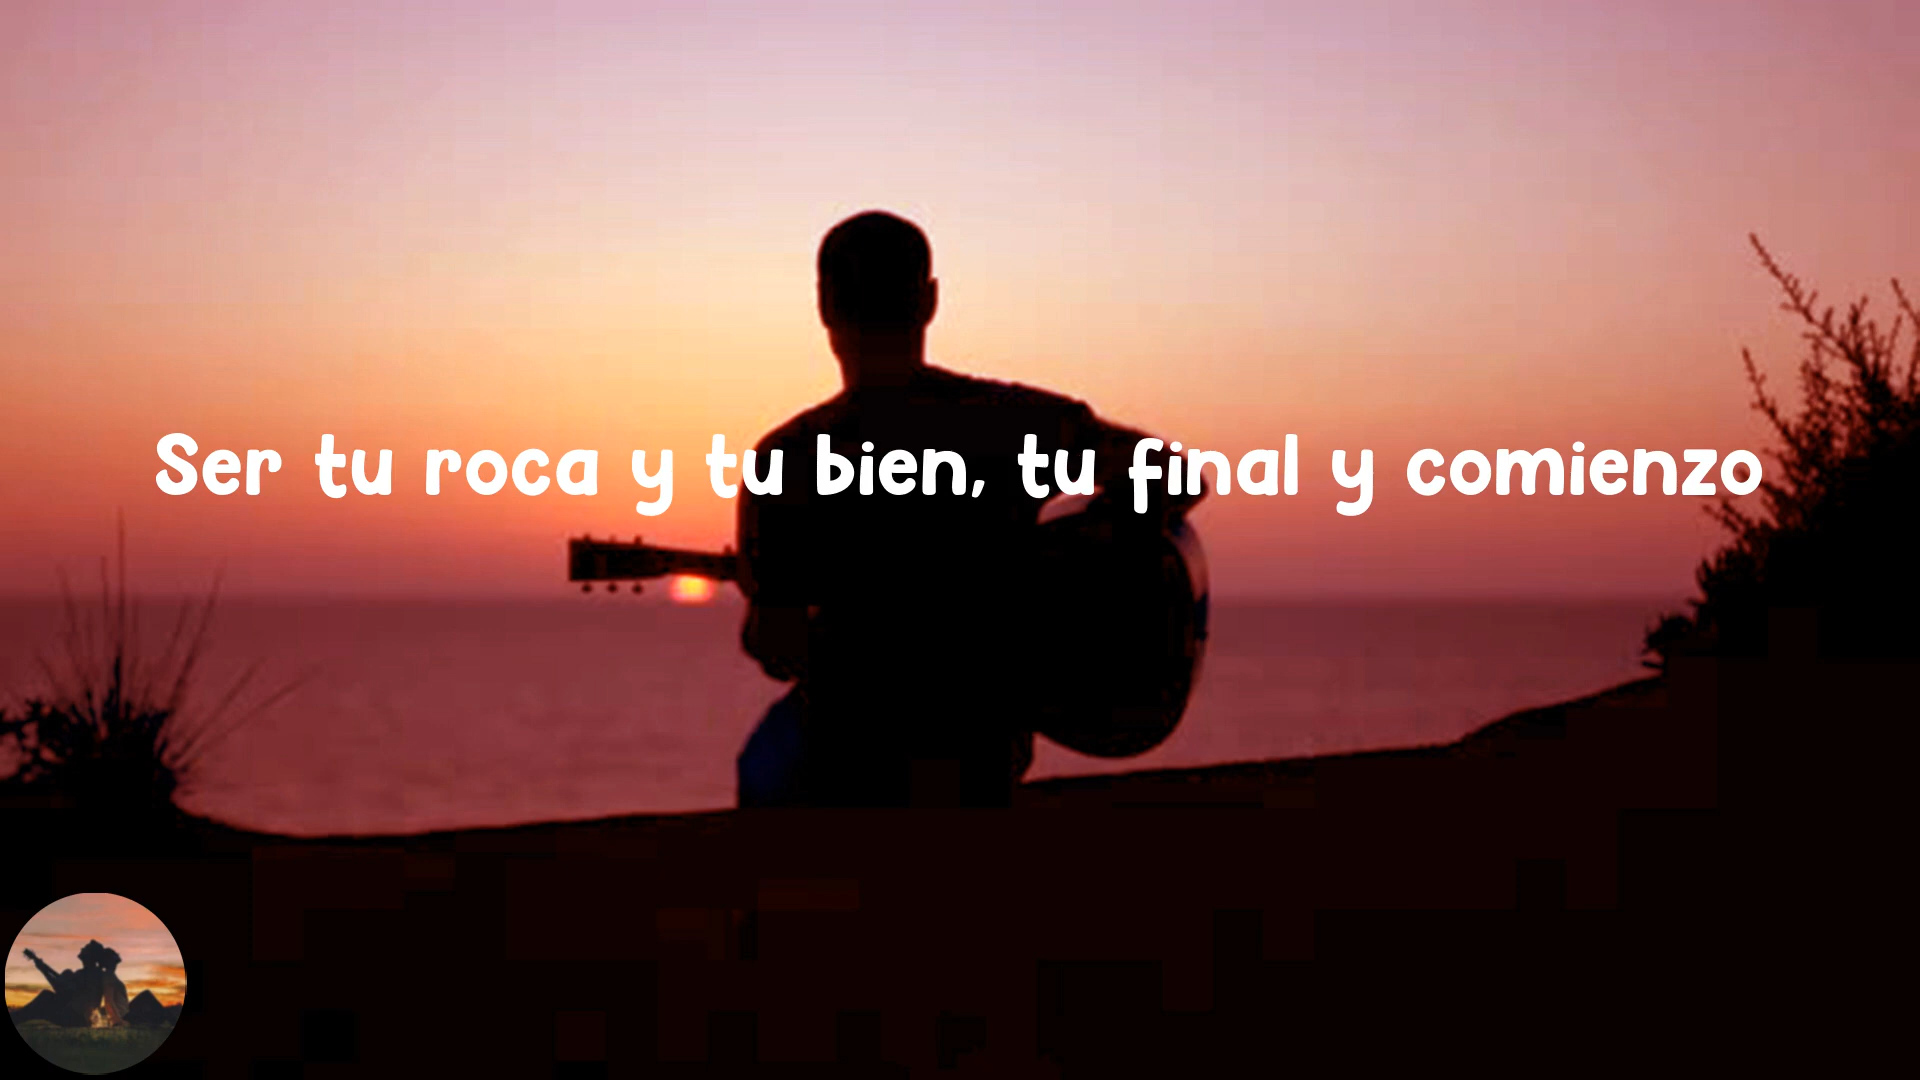 Ser tu roca y tu bien, tu final y comienzo